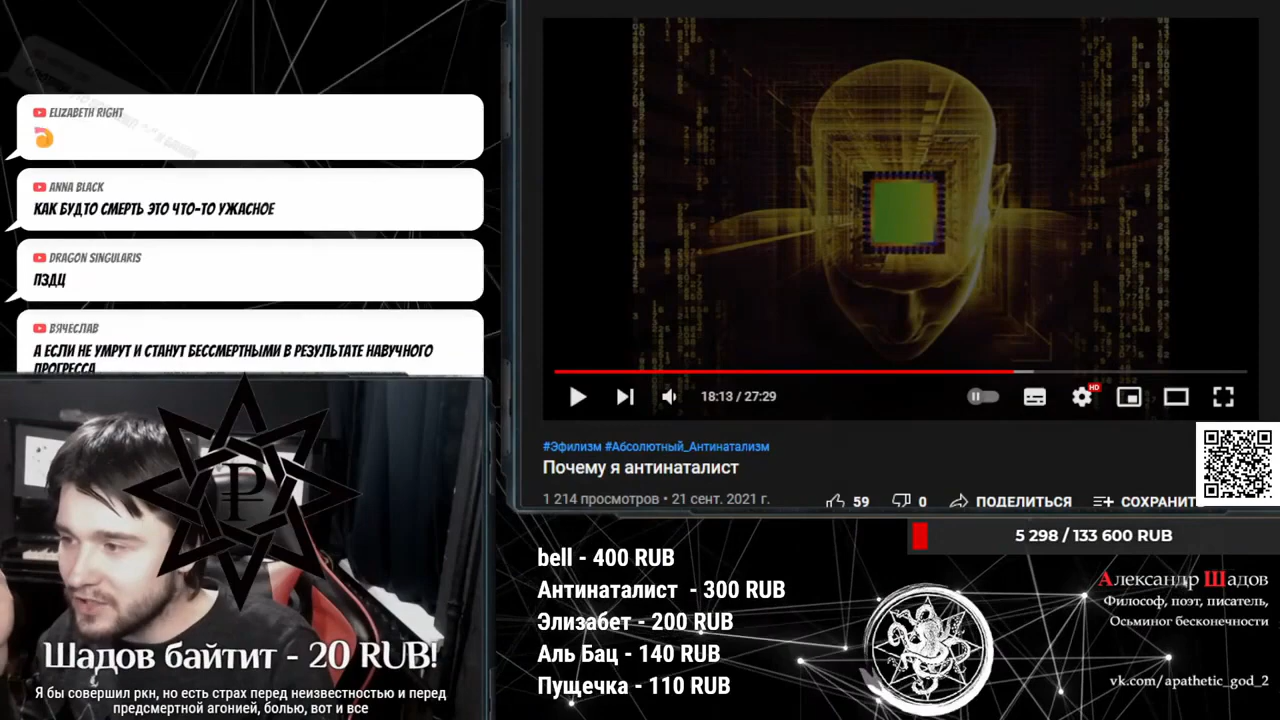 ELIZABETH RIGHT
ANNA BLACK
КАК БУДТО СМЕРТЬ ЭТО ЧТО-ТО УЖАСНОЕ
DRAGON SINGULARIS
ПЗДЦ
ВЯЧЕСЛАВ
А ЕСЛИ НЕ УМРУТ И СТАНУТ БЕССМЕРТНЫМИ В РЕЗУЛЬТАТЕ НАВУЧНОГО
ПРОГРЕССА
18:13 / 27:29
HD
#Эфилизм #Абсолютный_Антинатализм
Почему я антинаталист
1 214 просмотров • 21 сент. 2021 г.
59
0
ПОДЕЛИТЬСЯ
СОХРАНИТЬ
5 298 / 133 600 RUB
bell - 400 RUB
Антинаталист - 300 RUB
Элизабет - 200 RUB
Аль Бац - 140 RUB
Пущечка - 110 RUB
Александр Шадов
Философ, поэт, писатель,
Осьминог бесконечности
vk.com/apathetic_god_2
₽
Шадов байтит - 20 RUB!
Я бы совершил ркн, но есть страх перед неизвестностью и перед
предсмертной агонией, болью, вот и все